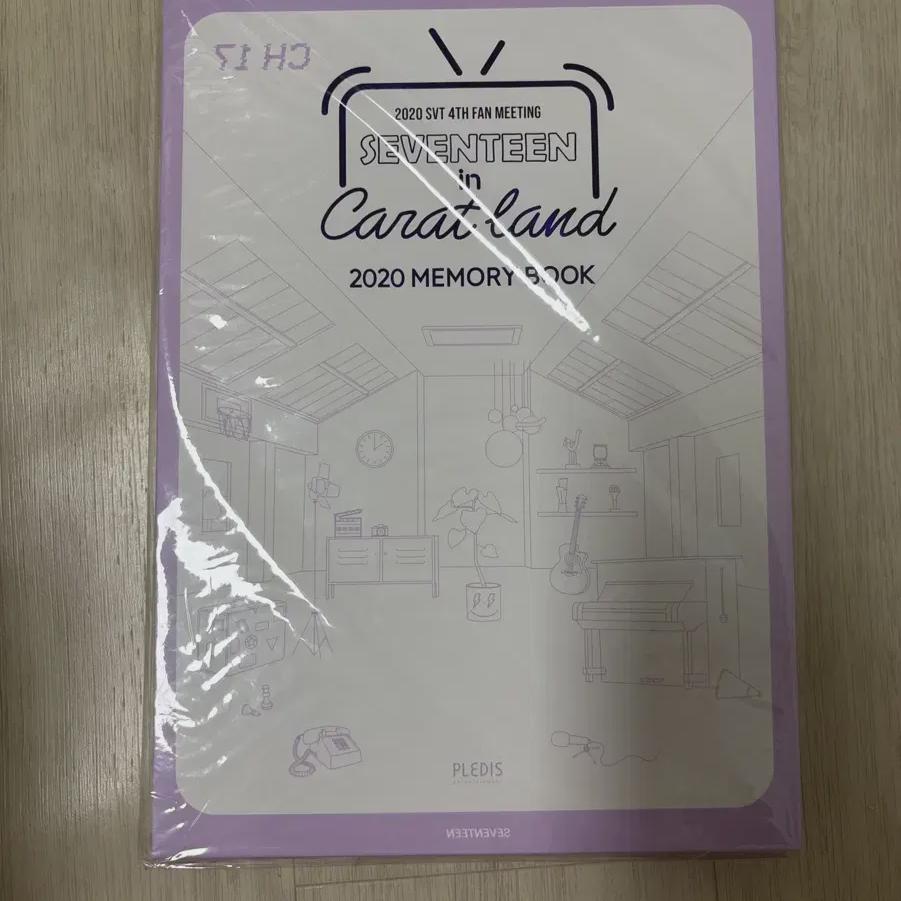 CH 17
2020 SVT 4TH FAN MEETING
SEVENTEEN
in
Carat land
2020 MEMORY BOOK
PLEDIS
SEVENTEEN